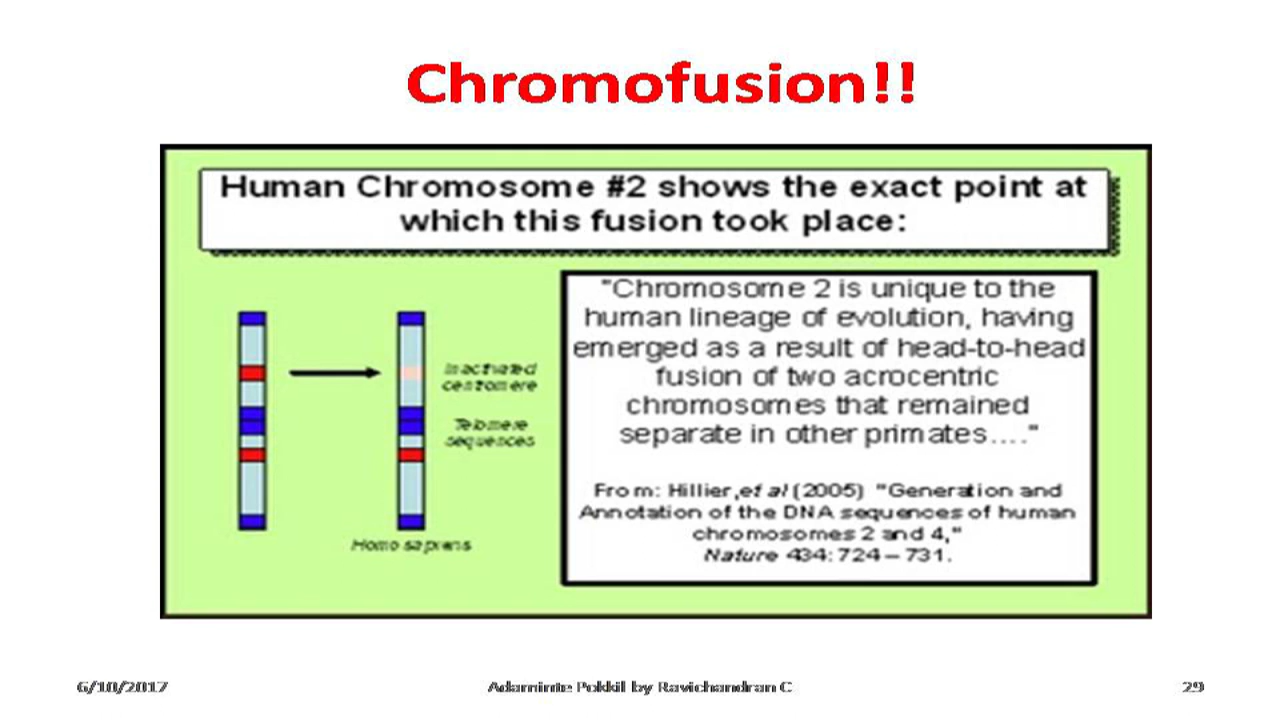 Chromofusion!!
Human Chromosome #2 shows the exact point at
which this fusion took place:
"Chromosome 2 is unique to the
human lineage of evolution, having
emerged as a result of head-to-head
fusion of two acrocentric
chromosomes that remained
separate in other primates...."
From: Hillier,et al (2005) "Generation and
Annotation of the DNA sequences of human
chromosomes 2 and 4,"
Nature 434: 724 – 731.
Inactivated
centromere
Telomere
sequences
Homo sapiens
6/10/2017
Adaminte Pokkil by Ravichandran C
29